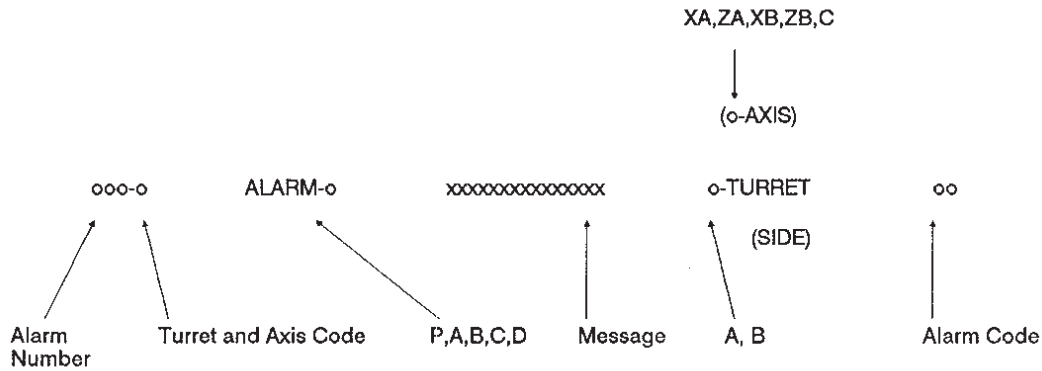 XA,ZA,XB,ZB,C
(o-AXIS)
ooo-o ALARM-o xxxxxxxxxxxxxxx o-TURRET oo
(SIDE)
Alarm Number Turret and Axis Code P,A,B,C,D Message A, B Alarm Code